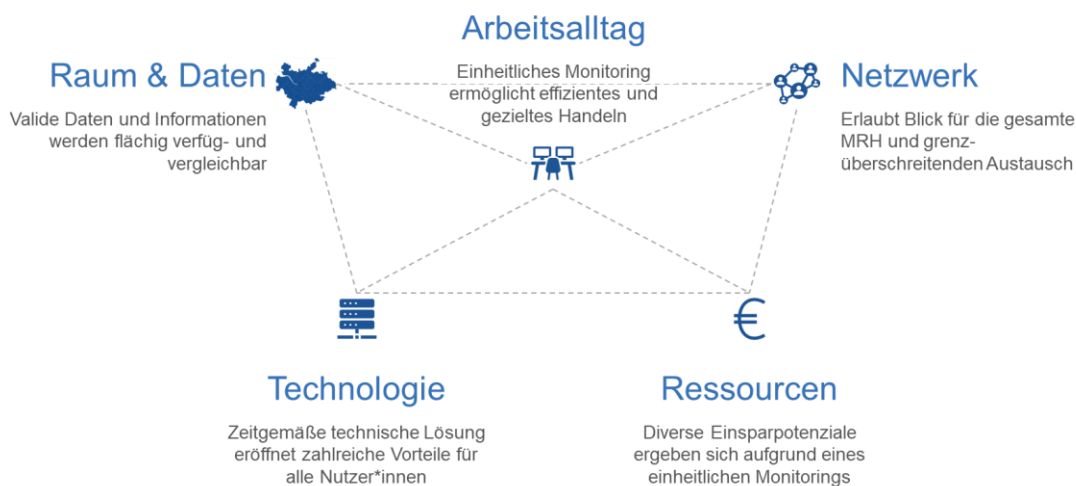 Arbeitsalltag
Einheitliches Monitoring
ermöglicht effizientes und
gezieltes Handeln
Raum & Daten
Valide Daten und Informationen
werden flächig verfüg- und
vergleichbar
Netzwerk
Erlaubt Blick für die gesamte
MRH und grenz-
überschreitenden Austausch
€
Technologie
Zeitgemäße technische Lösung
eröffnet zahlreiche Vorteile für
alle Nutzer*innen
Ressourcen
Diverse Einsparpotenziale
ergeben sich aufgrund eines
einheitlichen Monitorings